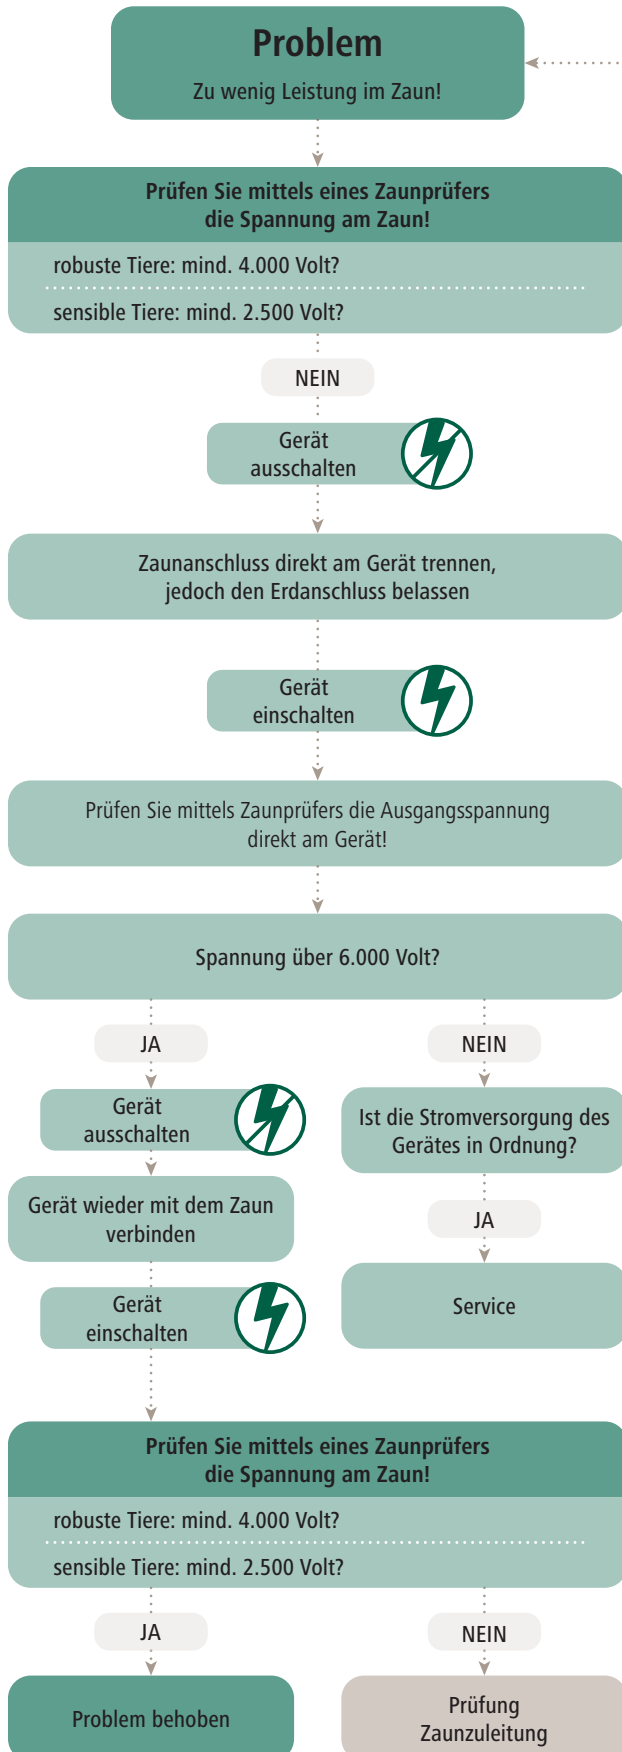 Problem
Zu wenig Leistung im Zaun!
Prüfen Sie mittels eines Zaunprüfers
die Spannung am Zaun!
robuste Tiere: mind. 4.000 Volt?
sensible Tiere: mind. 2.500 Volt?
NEIN
Gerät
ausschalten
Zaunanschluss direkt am Gerät trennen,
jedoch den Erdanschluss belassen
Gerät
einschalten
Prüfen Sie mittels Zaunprüfers die Ausgangsspannung
direkt am Gerät!
Spannung über 6.000 Volt?
JA
Gerät
ausschalten
Gerät wieder mit dem Zaun
verbinden
Gerät
einschalten
NEIN
Ist die Stromversorgung des
Gerätes in Ordnung?
JA
Service
Prüfen Sie mittels eines Zaunprüfers
die Spannung am Zaun!
robuste Tiere: mind. 4.000 Volt?
sensible Tiere: mind. 2.500 Volt?
JA
Problem behoben
NEIN
Prüfung
Zaunzuleitung